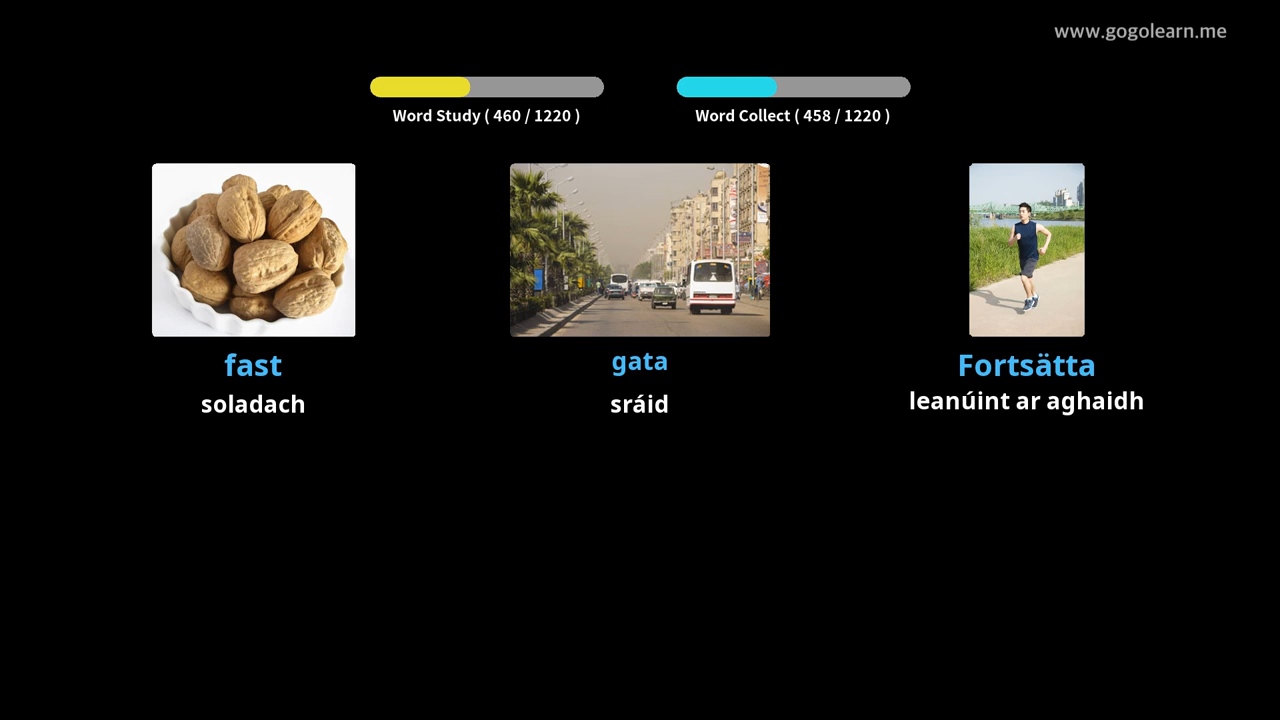 www.gogolearn.me
Word Study ( 460 / 1220 )
Word Collect ( 458 / 1220 )
fast
soladach
gata
sráid
Fortsätta
leanúint ar aghaidh